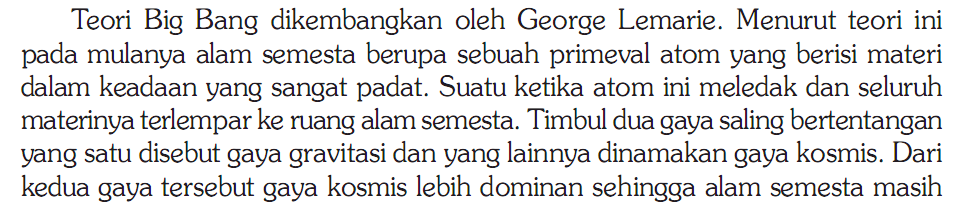 Teori Big Bang dikembangkan oleh George Lemarie. Menurut teori ini
pada mulanya alam semesta berupa sebuah primeval atom yang berisi materi
dalam keadaan yang sangat padat. Suatu ketika atom ini meledak dan seluruh
materinya terlempar ke ruang alam semesta. Timbul dua gaya saling bertentangan
yang satu disebut gaya gravitasi dan yang lainnya dinamakan gaya kosmis. Dari
kedua gaya tersebut gaya kosmis lebih dominan sehingga alam semesta masih